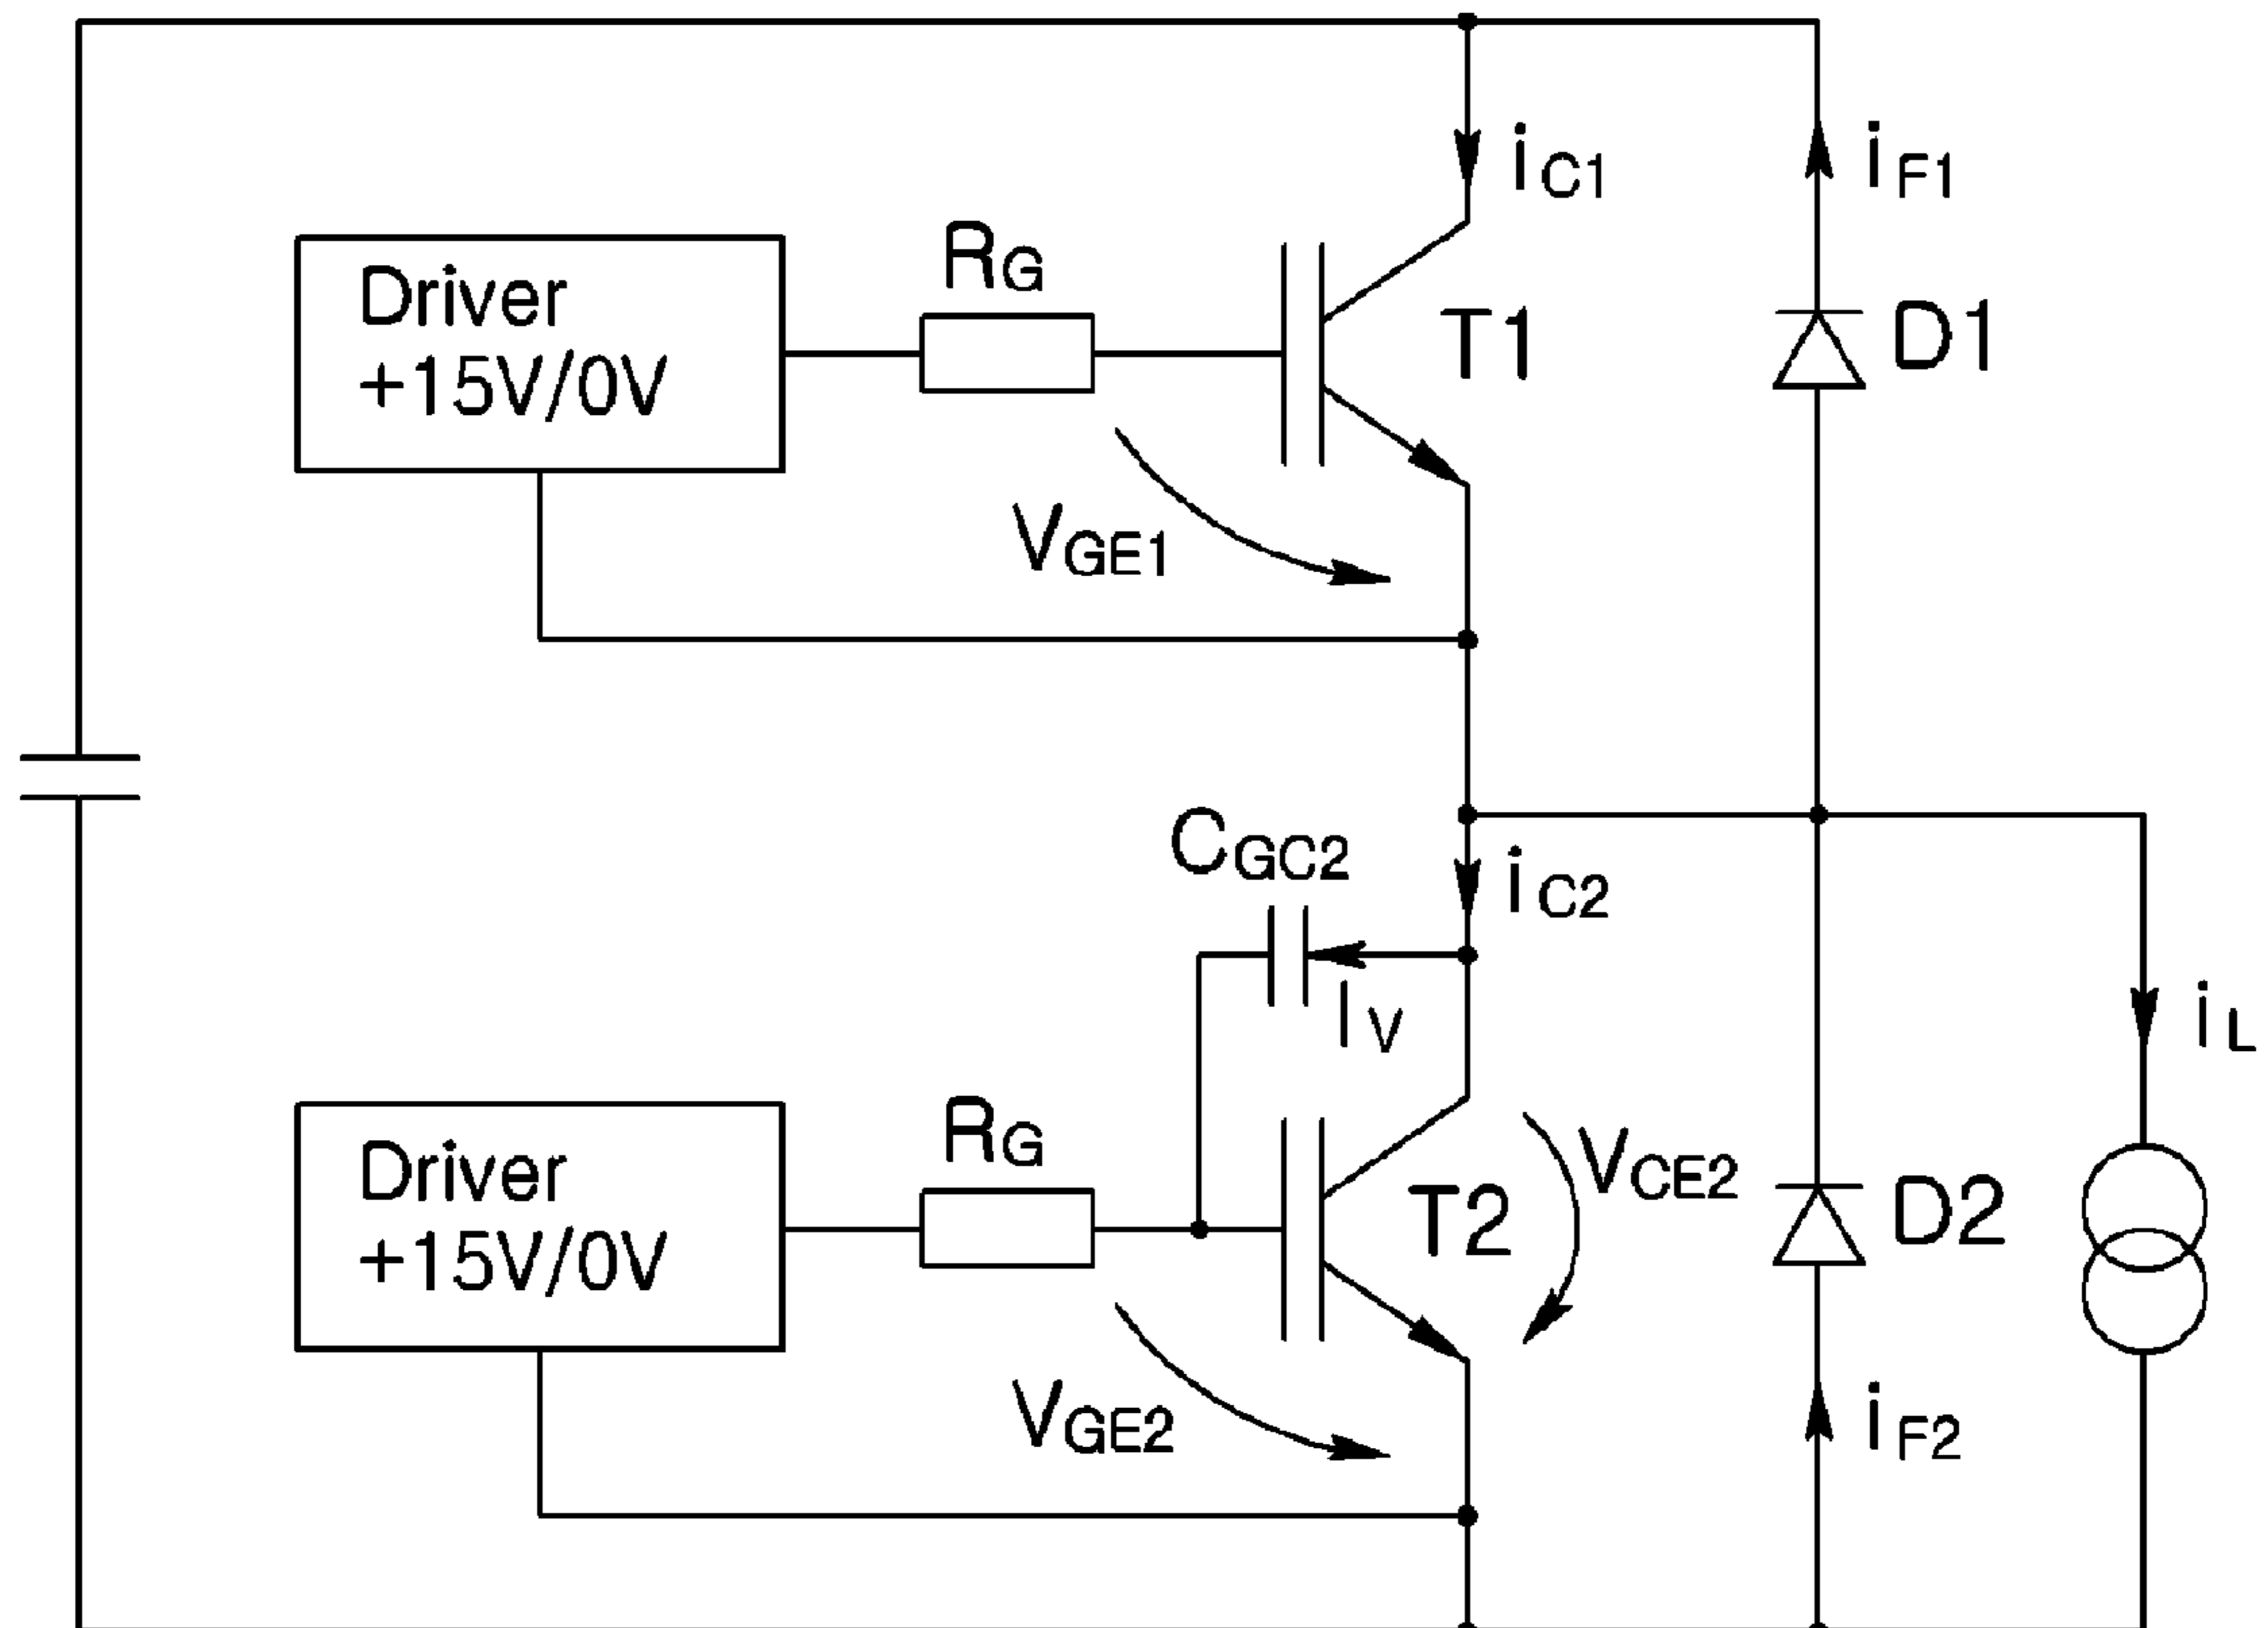 iC1
iF1
RG
Driver
+15V/0V
T1
D1
VGE1
CGC2
iC2
IV
iL
RG
Driver
+15V/0V
VCE2
T2
D2
VGE2
iF2